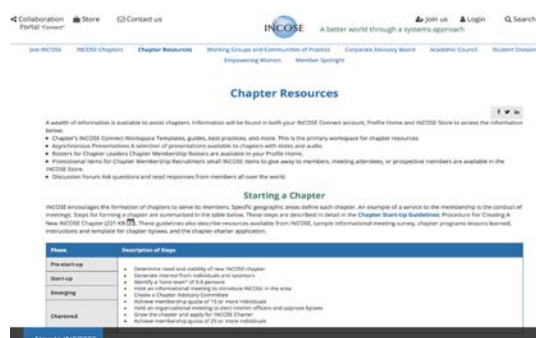 Collaboration Portal "Connect"
Store
Contact us
INCOSE
A better world through a systems approach
Join us
Login
Search
Join INCOSE
INCOSE Chapters
Chapter Resources
Working Groups and Communities of Practice
Corporate Advisory Board
Academic Council
Student Division
Empowering Women
Member Spotlight
Chapter Resources
A wealth of information is available to assist chapters. Information will be found in both your INCOSE Connect account, Profile Home and INCOSE Store to access the information
below:
• Chapter's INCOSE Connect Workspace Templates, guides, best practices, and more. This is the primary workspace for chapter resources.
• Asynchronous Presentations A selection of presentations available to chapters with slides and audio
• Rosters for Chapter Leaders Chapter Membership Rosters are available in your Profile Home.
• Promotional Items for Chapter Membership Recruitment small INCOSE items to give away to members, meeting attendees, or prospective members are available in the
INCOSE Store.
• Discussion Forum Ask questions and read responses from members all over the world.
Starting a Chapter
INCOSE encourages the formation of chapters to serve its members. Specific geographic areas define each chapter. An example of a service to the membership is the conduct of
meetings. Steps for forming a chapter are summarized in the table below. These steps are described in detail in the Chapter Start-Up Guidelines: Procedure For Creating A
New INCOSE Chapter (221 KB). These guidelines also describe resources available from INCOSE, sample informational meeting survey, chapter programs lessons learned,
instructions and template for chapter bylaws, and the chapter charter application.
Phase
Description of Steps
Pre-start-up
Start-up
Emerging
Chartered
• Determine need and viability of new INCOSE chapter
• Generate interest from individuals and sponsors
• Identify a "core team" of 3-6 persons
• Hold an informational meeting to introduce INCOSE in the area
• Create a Chapter Advisory Committee
• Achieve membership quota of 10 or more individuals
• Hold an organizational meeting to elect interim officers and approve bylaws
• Grow the chapter and apply for INCOSE Charter
• Achieve membership quota of 25 or more individuals